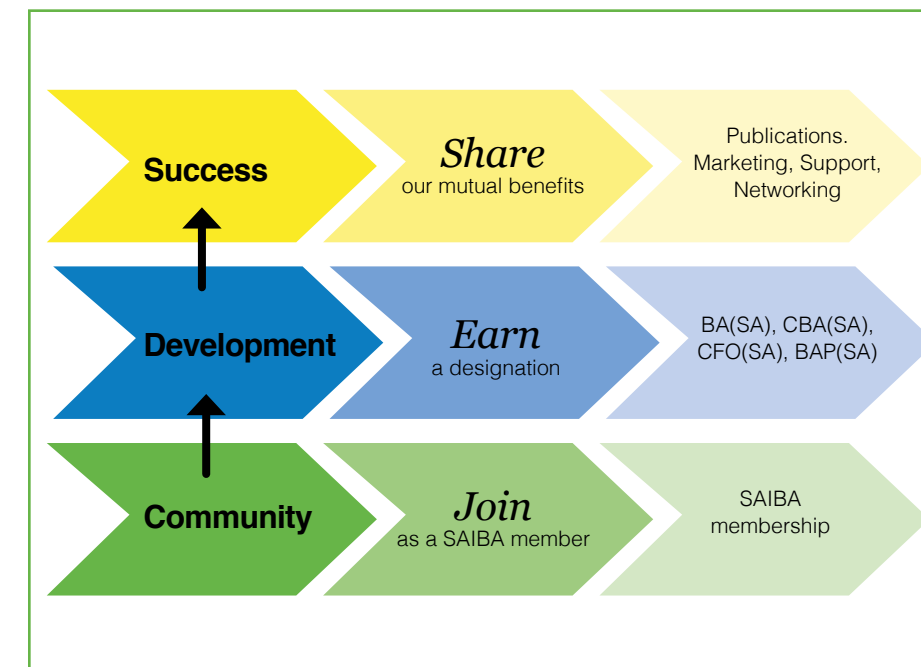 Success
Share
our mutual benefits
Publications.
Marketing, Support,
Networking
Development
Earn
a designation
BA(SA), CBA(SA),
CFO(SA), BAP(SA)
Community
Join
as a SAIBA member
SAIBA
membership